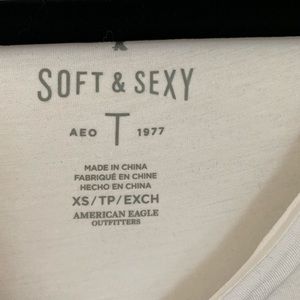 SOFT & SEXY
AEO T 1977
MADE IN CHINA
FABRIQUÉ EN CHINE
HECHO EN CHINA
XS/TP/EXCH
AMERICAN EAGLE
OUTFITTERS